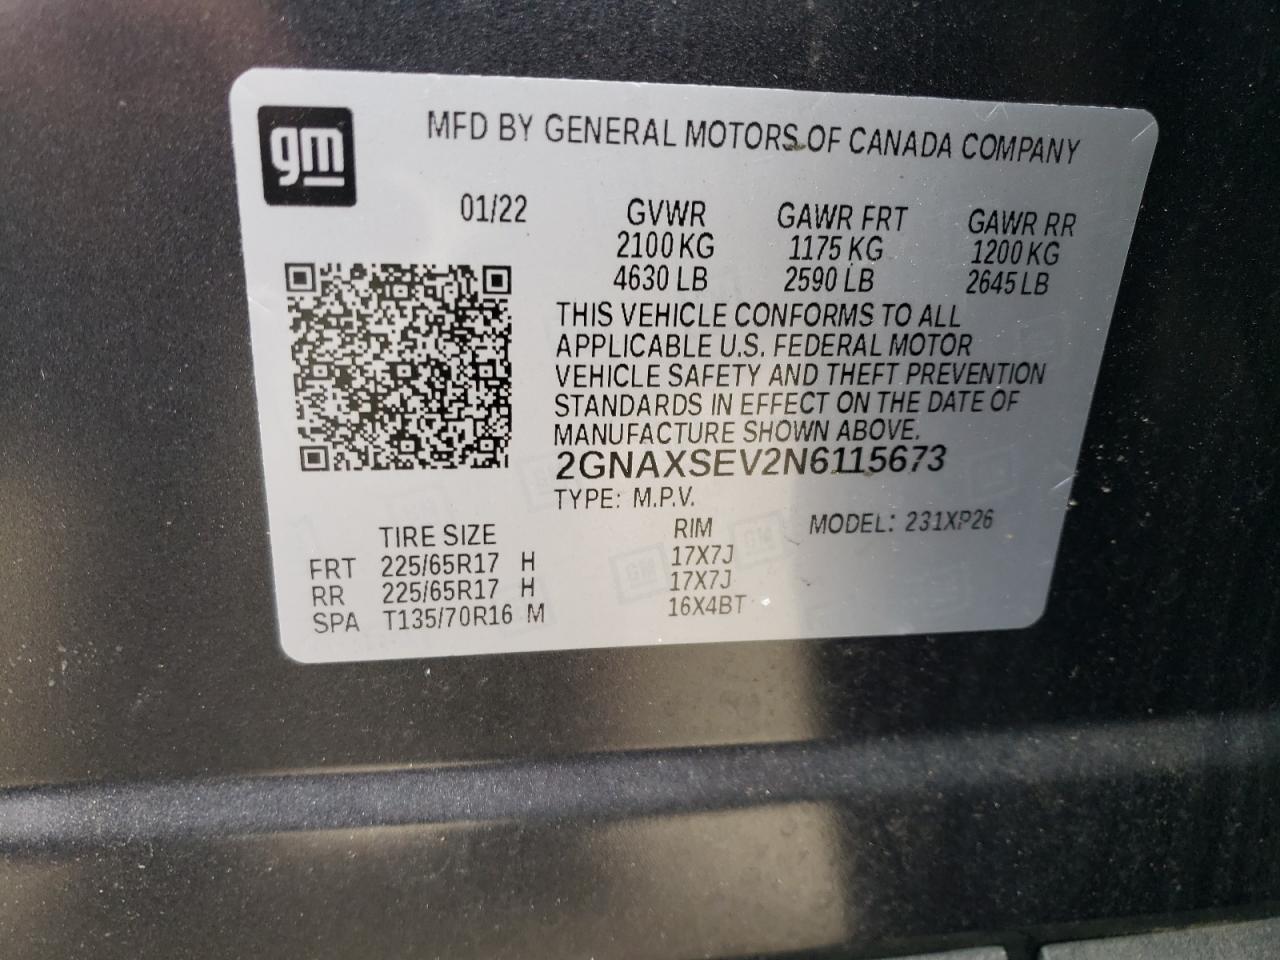 gm
MFD BY GENERAL MOTORS OF CANADA COMPANY
01/22
GVWR GAWR FRT GAWR RR
2100 KG 1175 KG 1200 KG
4630 LB 2590 LB 2645 LB
THIS VEHICLE CONFORMS TO ALL
APPLICABLE U.S. FEDERAL MOTOR
VEHICLE SAFETY AND THEFT PREVENTION
STANDARDS IN EFFECT ON THE DATE OF
MANUFACTURE SHOWN ABOVE.
2GNAXSEV2N6115673
TYPE: M.P.V.
MODEL: 231XP26
TIRE SIZE RIM
FRT 225/65R17 H 17X7J
RR 225/65R17 H 17X7J
SPA T135/70R16 M 16X4BT
GM
GM